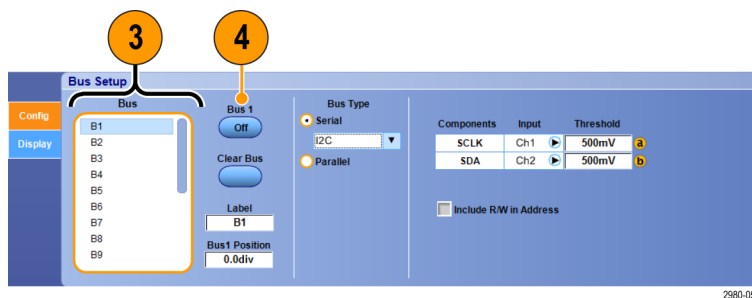 3
4
Bus Setup
Config
Display
Bus
B1
B2
B3
B4
B5
B6
B7
B8
B9
Bus 1
Off
Clear Bus
Label
B1
Bus1 Position
0.0div
Bus Type
Serial
I2C
Parallel
Components Input Threshold
SCLK Ch1 500mV a
SDA Ch2 500mV b
Include R/W in Address